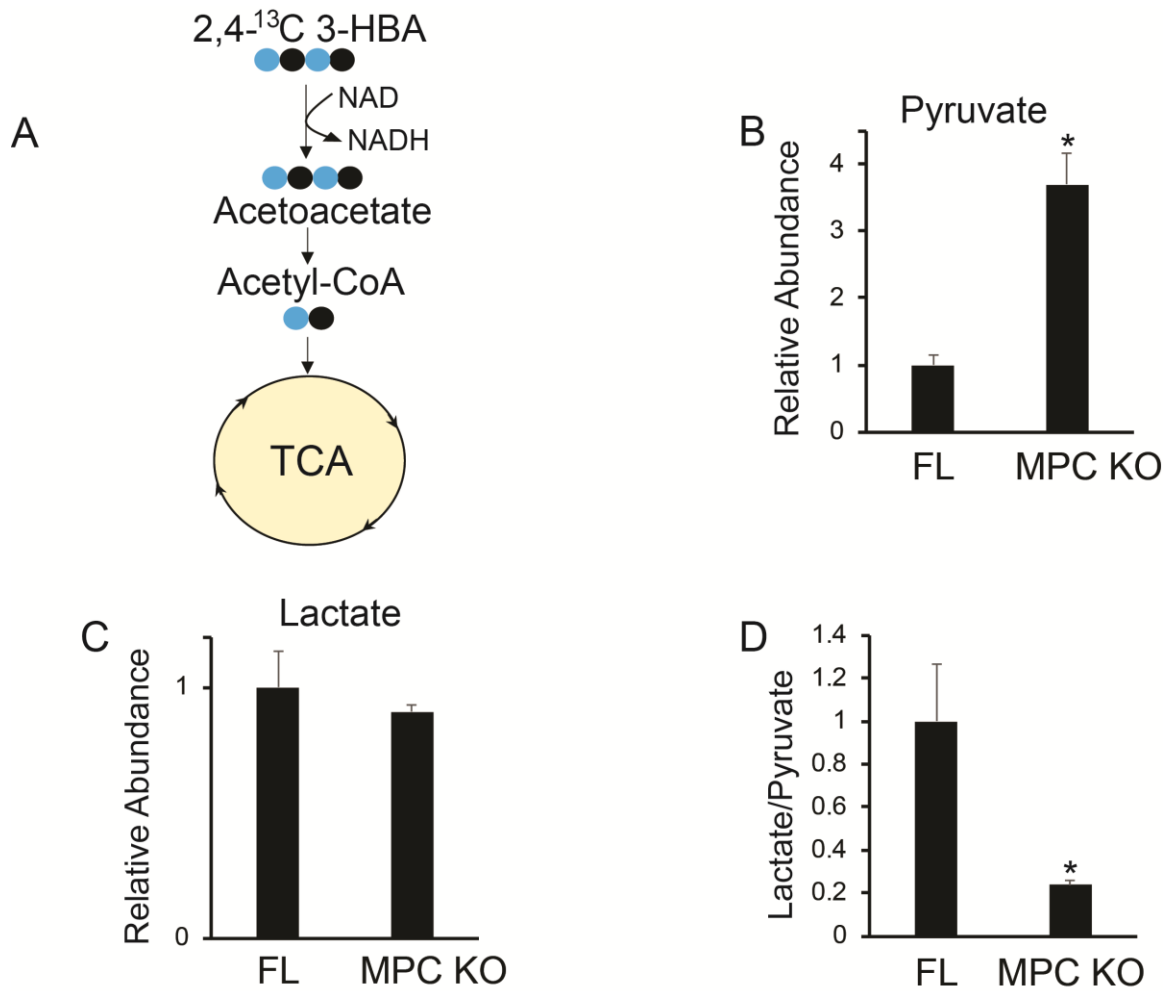 A
2,4-¹³C 3-HBA
NAD
NADH
Acetoacetate
Acetyl-CoA
TCA
B
Pyruvate
Relative Abundance
4
3
2
1
0
*
FL MPC KO
C
Lactate
Relative Abundance
1
0
FL MPC KO
D
Lactate/Pyruvate
1.4
1.2
1
0.8
0.6
0.4
0.2
0
*
FL MPC KO